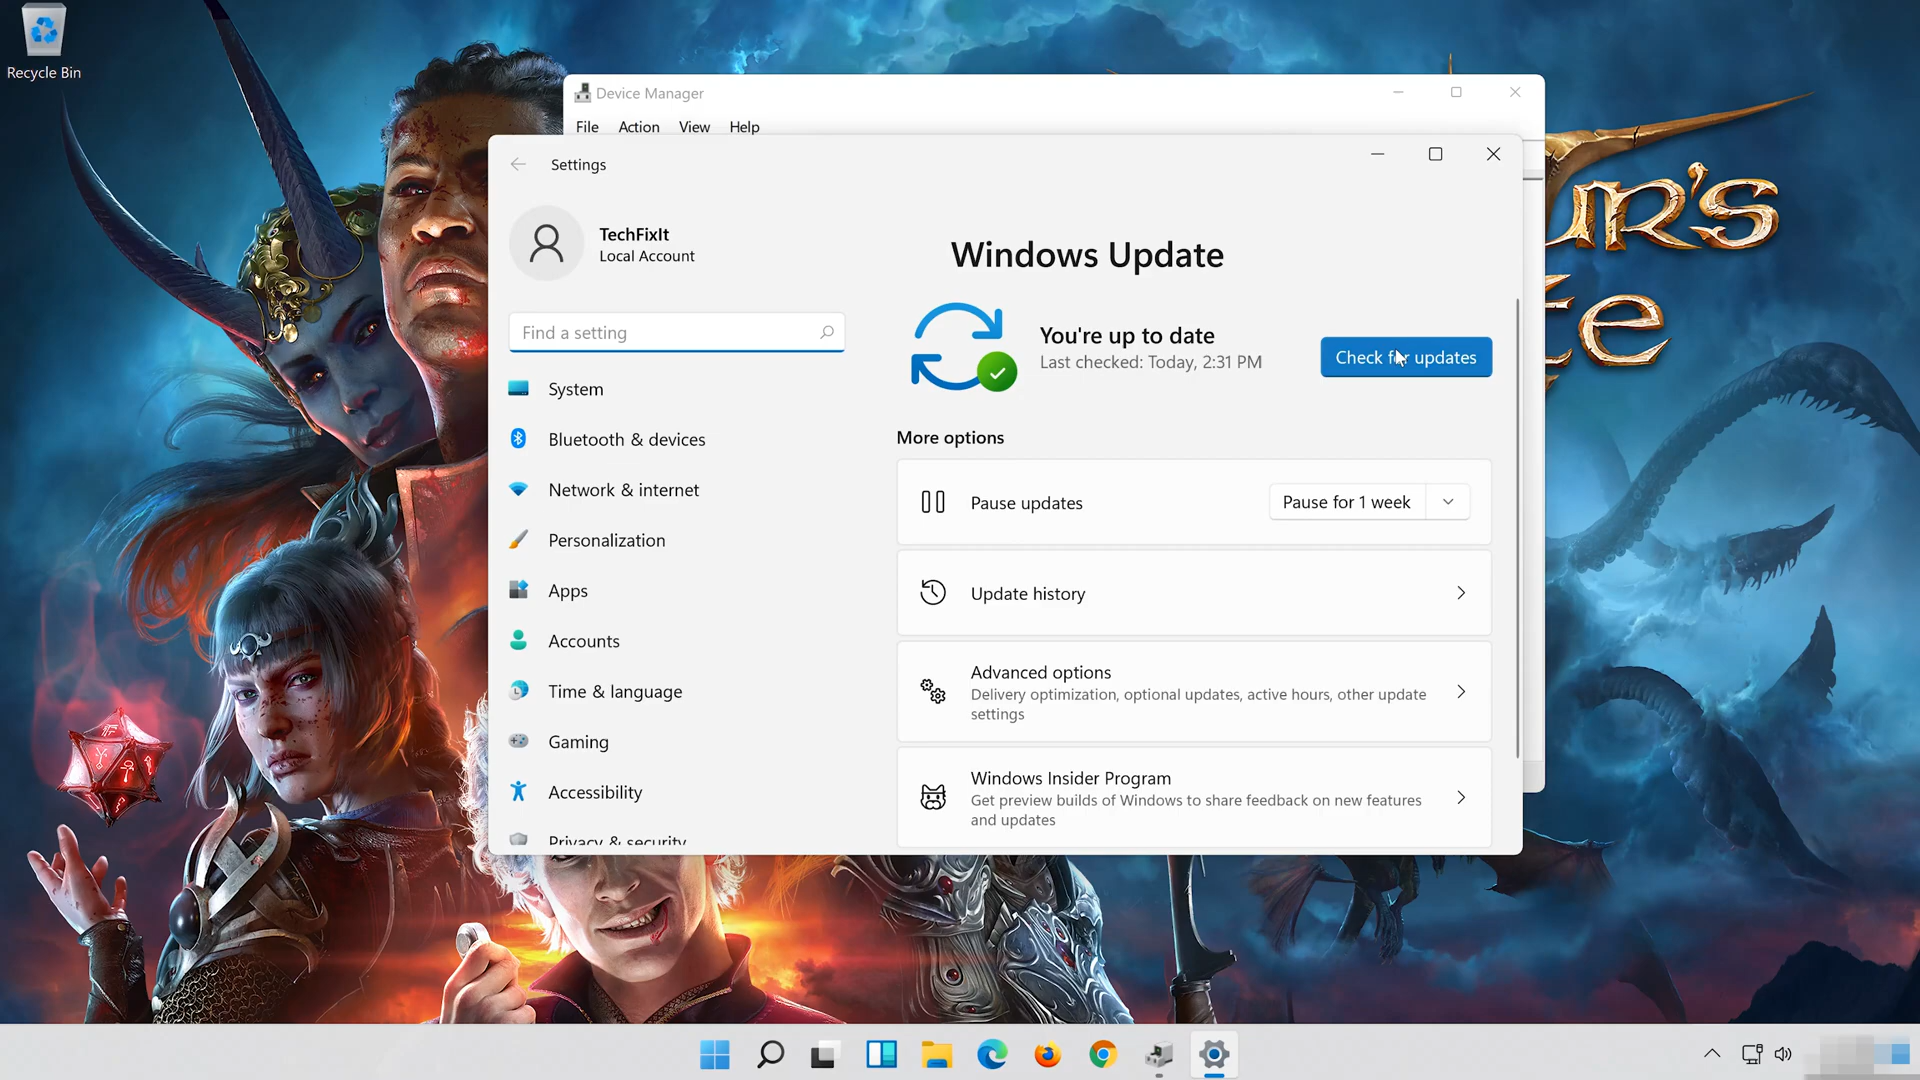 Recycle Bin
Device Manager
File Action View Help
Settings
TechFixIt
Local Account
Find a setting
System
Bluetooth & devices
Network & internet
Personalization
Apps
Accounts
Time & language
Gaming
Accessibility
Privacy & security
Windows Update
You're up to date
Last checked: Today, 2:31 PM
Check for updates
More options
Pause updates
Pause for 1 week
Update history
Advanced options
Delivery optimization, optional updates, active hours, other update
settings
Windows Insider Program
Get preview builds of Windows to share feedback on new features
and updates